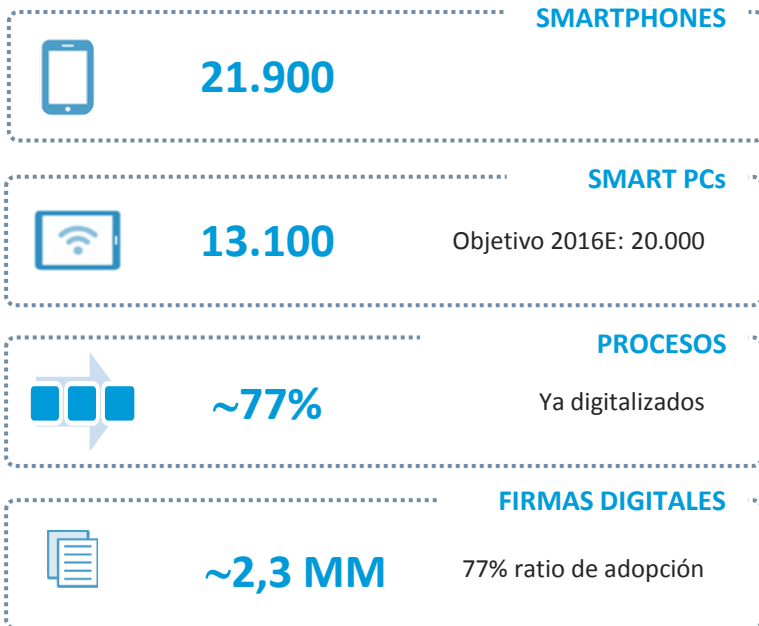 SMARTPHONES
21.900
SMART PCs
13.100
Objetivo 2016E: 20.000
PROCESOS
~77%
Ya digitalizados
FIRMAS DIGITALES
~2,3 MM
77% ratio de adopción